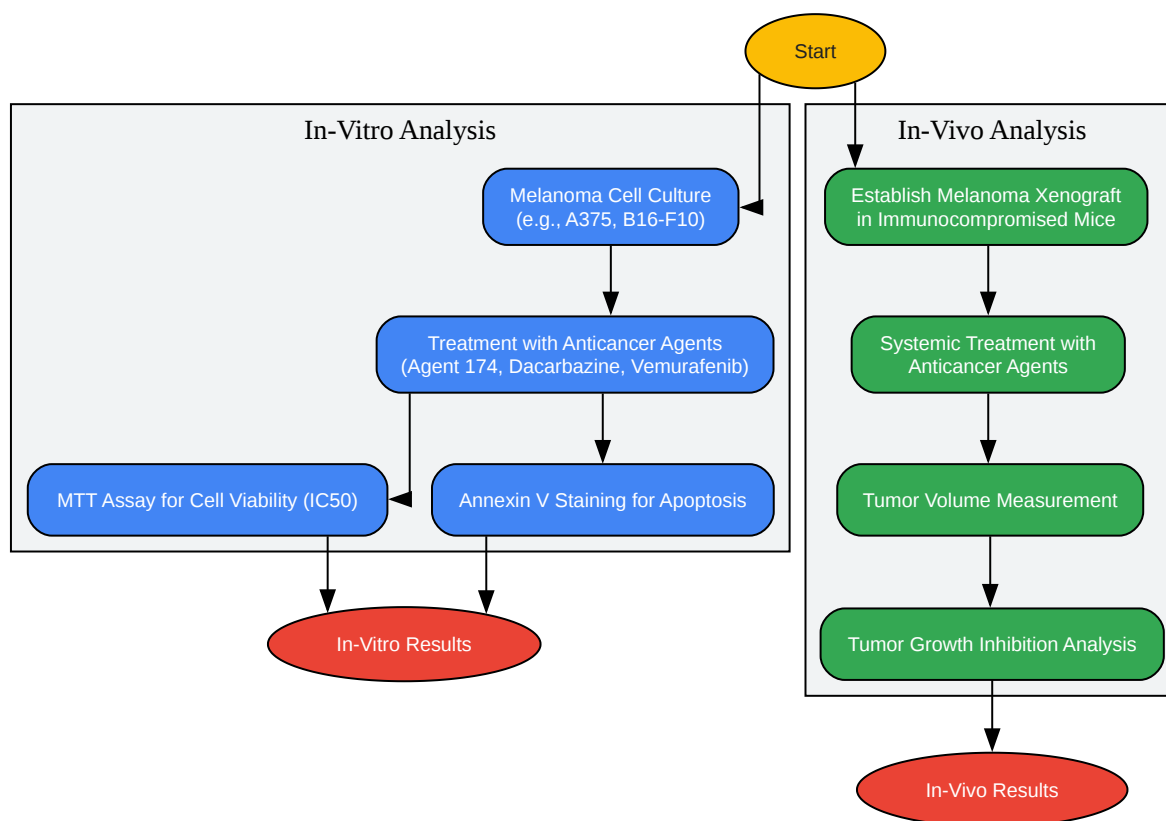 Start
In-Vitro Analysis
Melanoma Cell Culture
(e.g., A375, B16-F10)
Treatment with Anticancer Agents
(Agent 174, Dacarbazine, Vemurafenib)
MTT Assay for Cell Viability (IC50)
Annexin V Staining for Apoptosis
In-Vitro Results
In-Vivo Analysis
Establish Melanoma Xenograft
in Immunocompromised Mice
Systemic Treatment with
Anticancer Agents
Tumor Volume Measurement
Tumor Growth Inhibition Analysis
In-Vivo Results